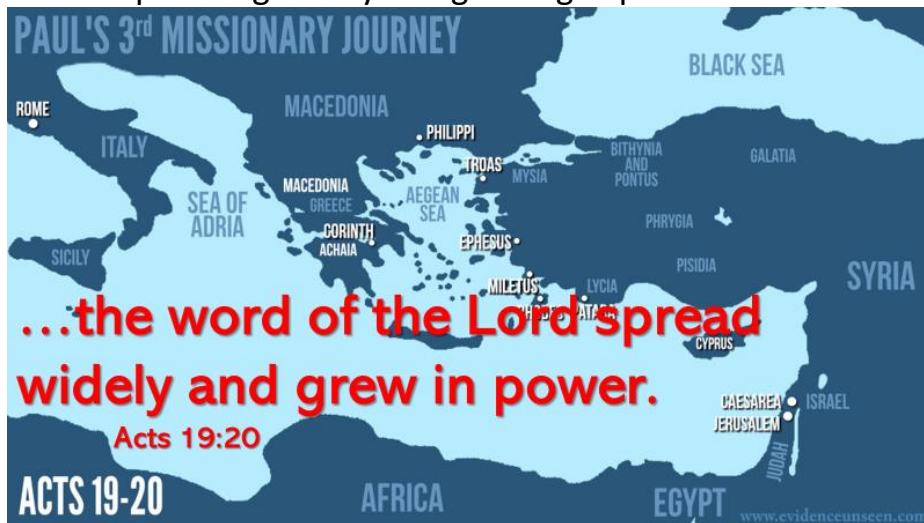 PAUL'S 3rd MISSIONARY JOURNEY
BLACK SEA
ROME
MACEDONIA
PHILIPPI
ITALY
BITHYNIA
AND
PONTUS
GALATIA
TROAS
MYSIA
MACEDONIA
GREECE
AEGEAN
SEA
SEA OF
ADRIA
PHRYGIA
CORINTH
ACHAIA
EPHESUS
SICILY
PISIDIA
SYRIA
MILETUS
LYCIA
RHODES
PATARA
…the word of the Lord spread
CYPRUS
widely and grew in power.
CAESAREA
ISRAEL
JERUSALEM
Acts 19:20
JUDAH
ACTS 19-20
AFRICA
EGYPT
www.evidenceunseen.com